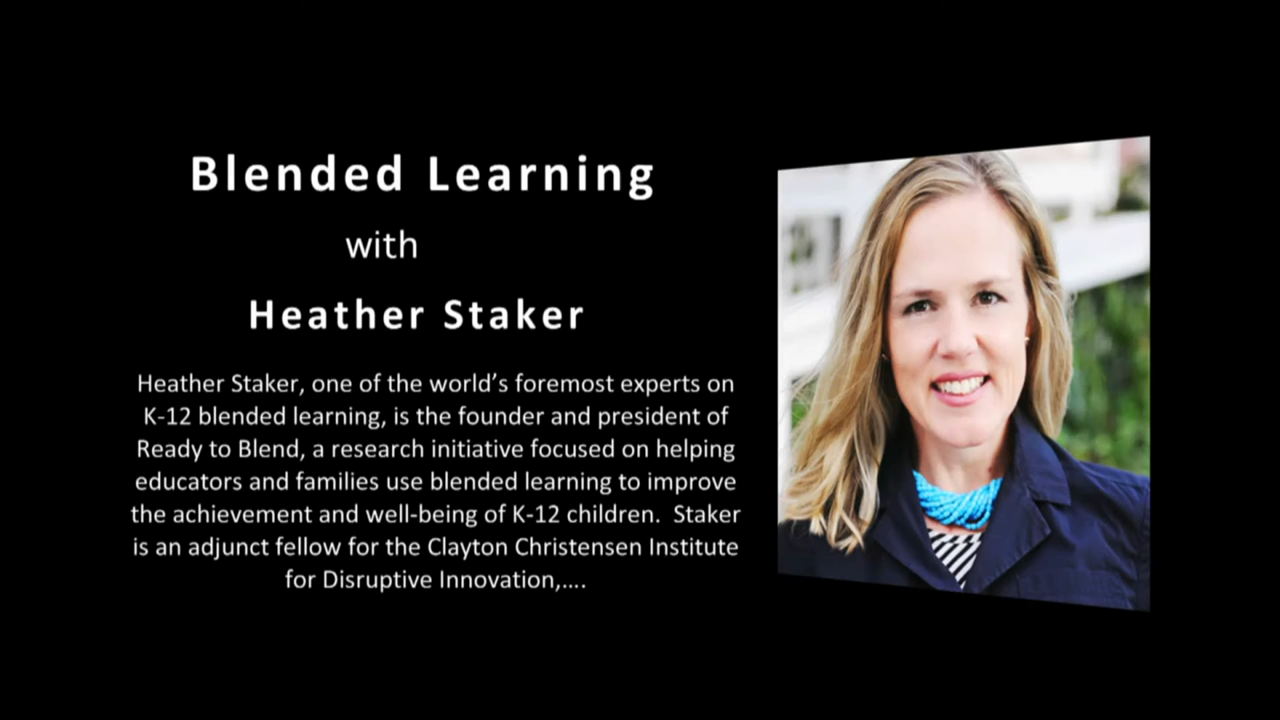 Blended Learning
with
Heather Staker
Heather Staker, one of the world’s foremost experts on
K-12 blended learning, is the founder and president of
Ready to Blend, a research initiative focused on helping
educators and families use blended learning to improve
the achievement and well-being of K-12 children.  Staker
is an adjunct fellow for the Clayton Christensen Institute
for Disruptive Innovation,....